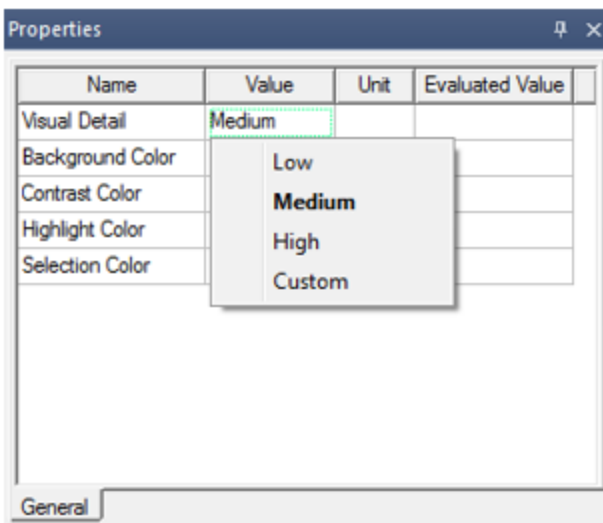 Properties
Name Value Unit Evaluated Value
Visual Detail Medium
Background Color
Contrast Color
Highlight Color
Selection Color
Low
Medium
High
Custom
General